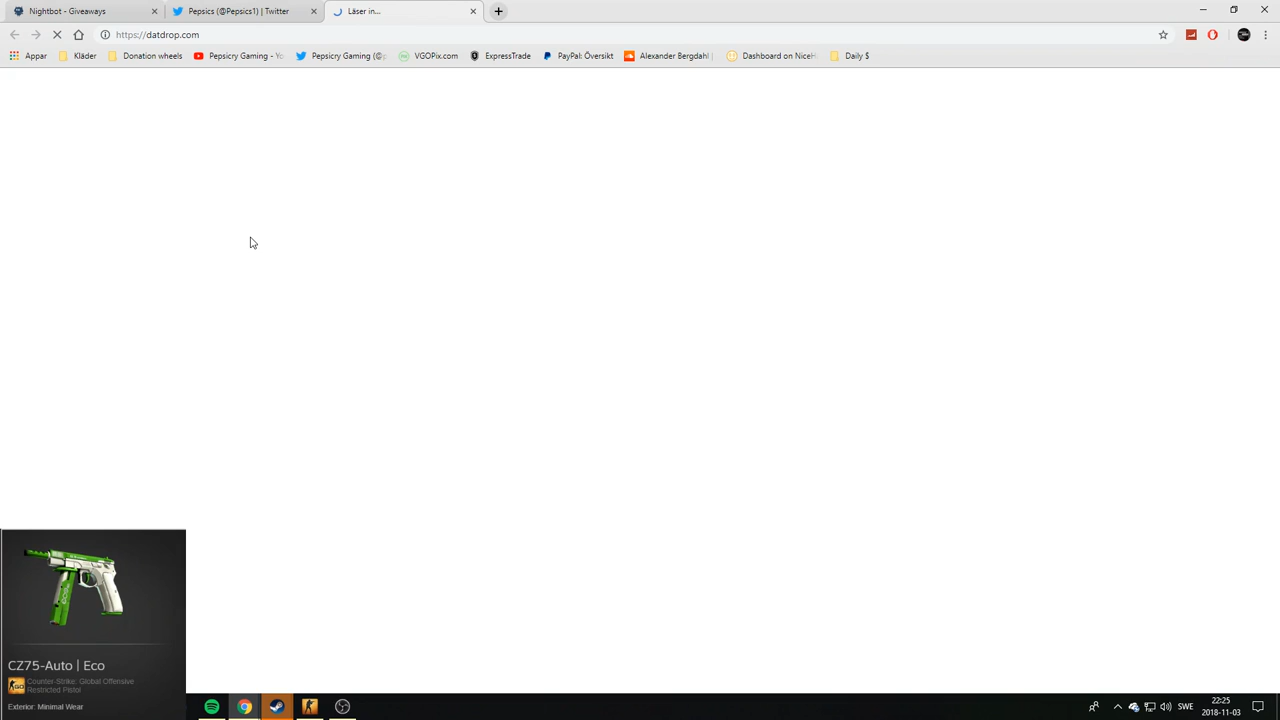 Nightbot - Giveaways
Pepsics (@Pepsics1) | Twitter
Läser in...
https://datdrop.com
Appar
Kläder
Donation wheels
Pepsicry Gaming - Yo
Pepsicry Gaming (@p
VGOPix.com
ExpressTrade
PayPal: Översikt
Alexander Bergdahl |
Dashboard on NiceH
Daily $
CZ75-Auto | Eco
Counter-Strike: Global Offensive
Restricted Pistol
Exterior: Minimal Wear
SWE
22:25
2018-11-03